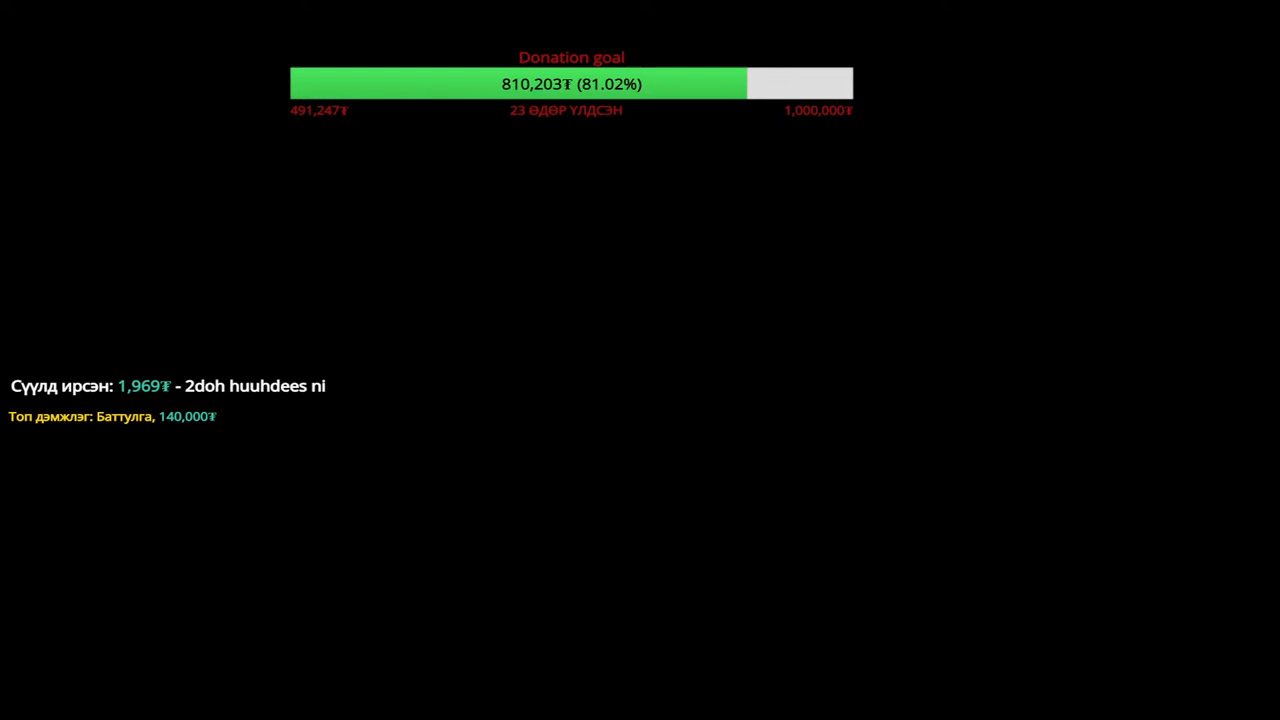 Donation goal
810,203₮ (81.02%)
491,247₮ 23 ӨДӨР ҮЛДСЭН 1,000,000₮
Сүүлд ирсэн: 1,969₮ - 2doh huuhdees ni
Топ дэмжлэг: Баттулга, 140,000₮